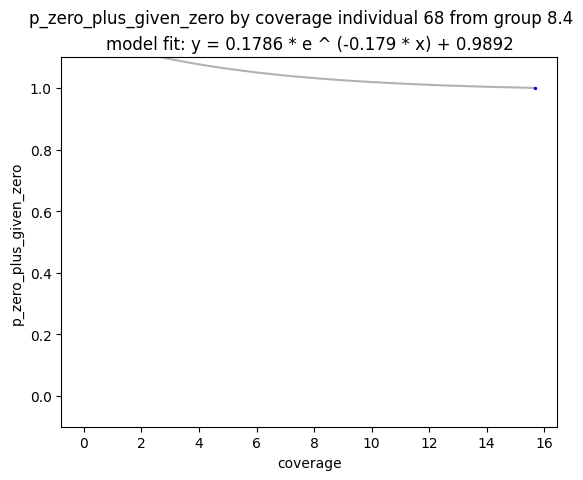 p_zero_plus_given_zero by coverage individual 68 from group 8.4
model fit: y = 0.1786 * e ^ (-0.179 * x) + 0.9892
1.0
0.8
0.6
0.4
0.2
0.0
p_zero_plus_given_zero
0 2 4 6 8 10 12 14 16
coverage